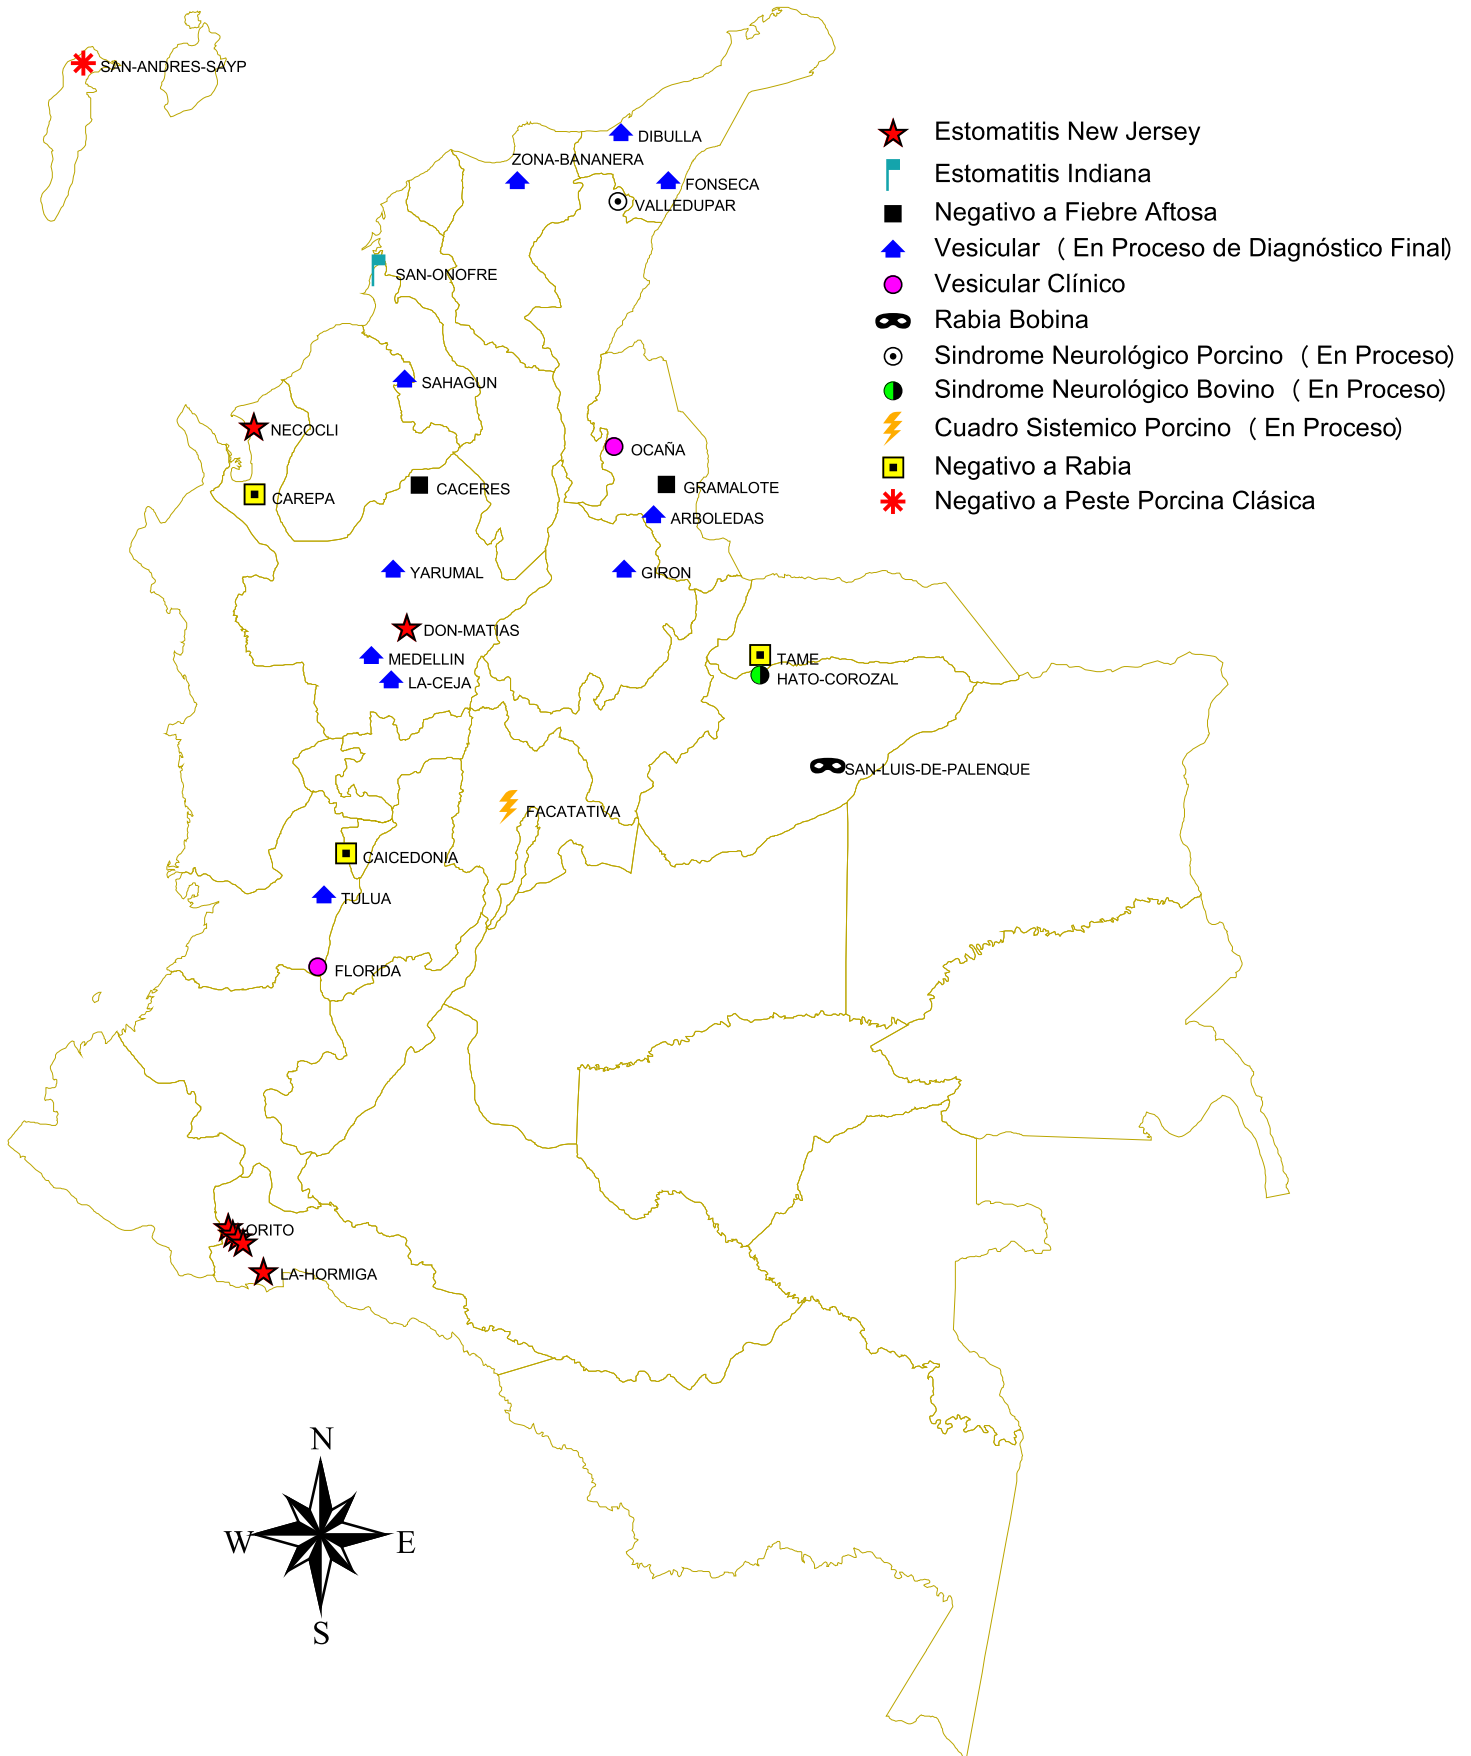 SAN-ANDRES-SAYP
DIBULLA
ZONA-BANANERA
FONSECA
VALLEDUPAR
SAN-ONOFRE
SAHAGUN
NECOCLI
OCAÑA
CAREPA
CACERES
GRAMALOTE
ARBOLEDAS
YARUMAL
GIRON
DON-MATIAS
MEDELLIN
LA-CEJA
TAME
HATO-COROZAL
SAN-LUIS-DE-PALENQUE
FACATATIVA
CAICEDONIA
TULUA
FLORIDA
ORITO
LA-HORMIGA
Estomatitis New Jersey
Estomatitis Indiana
Negativo a Fiebre Aftosa
Vesicular ( En Proceso de Diagnóstico Final)
Vesicular Clínico
Rabia Bobina
Sindrome Neurológico Porcino ( En Proceso)
Sindrome Neurológico Bovino ( En Proceso)
Cuadro Sistemico Porcino ( En Proceso)
Negativo a Rabia
Negativo a Peste Porcina Clásica
N
W
E
S